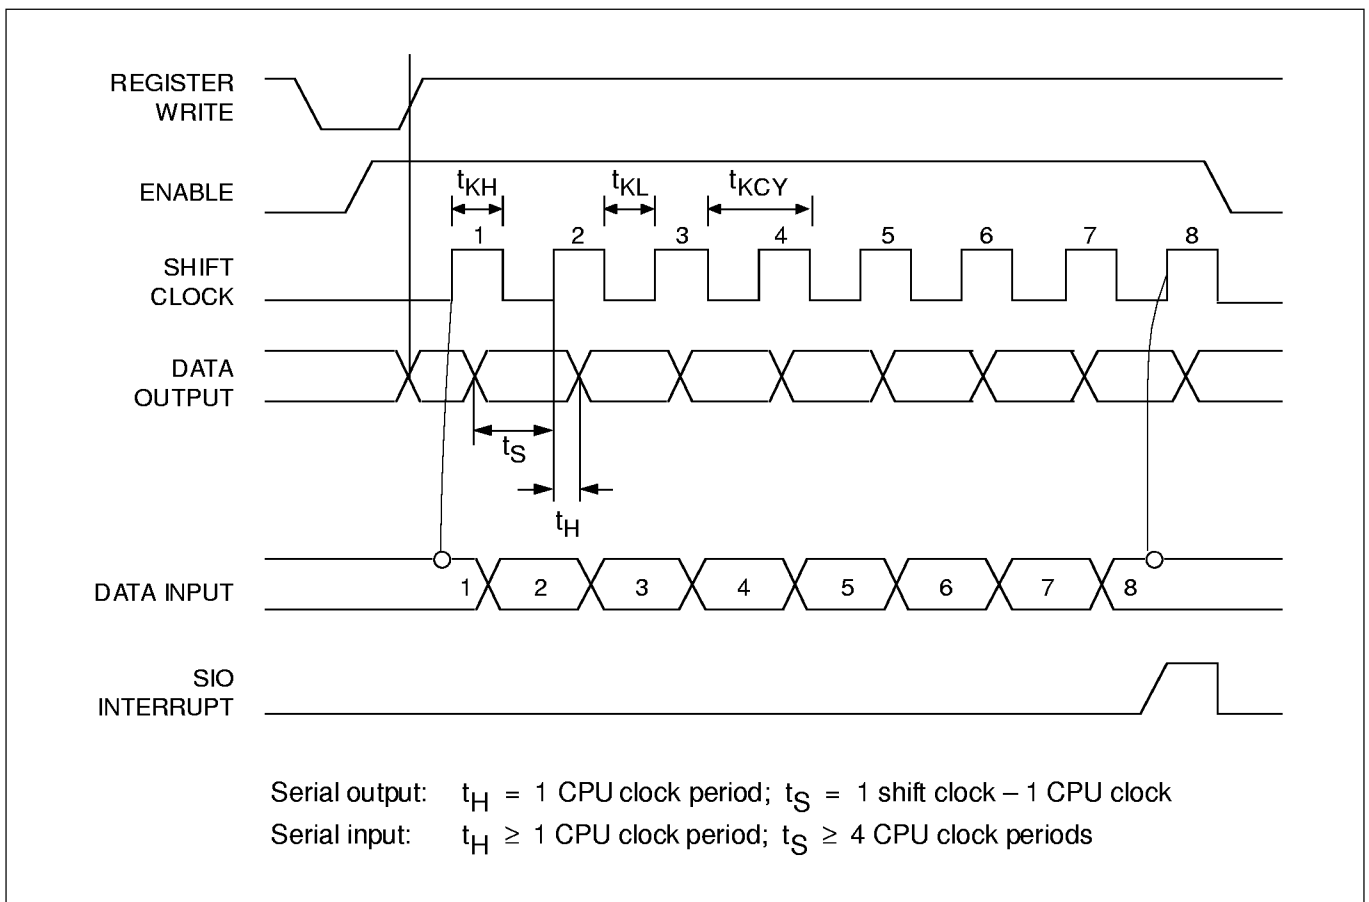 REGISTER
WRITE
ENABLE
tKH
tKL
tKCY
1 2 3 4 5 6 7 8
SHIFT
CLOCK
DATA
OUTPUT
tS
tH
DATA INPUT
1 2 3 4 5 6 7 8
SIO
INTERRUPT
Serial output: tH = 1 CPU clock period; tS = 1 shift clock – 1 CPU clock
Serial input: tH ≥ 1 CPU clock period; tS ≥ 4 CPU clock periods